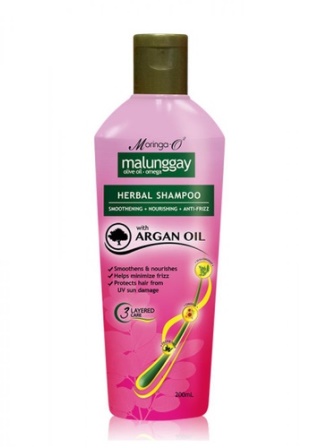 Moringa-O²
malunggay
olive oil • omega
HERBAL SHAMPOO
SMOOTHENING + NOURISHING + ANTI-FRIZZ
with
ARGAN OIL
✓ Smoothens & nourishes
✓ Helps minimize frizz
✓ Protects hair from
UV sun damage
3 LAYERED
CARE
200mL